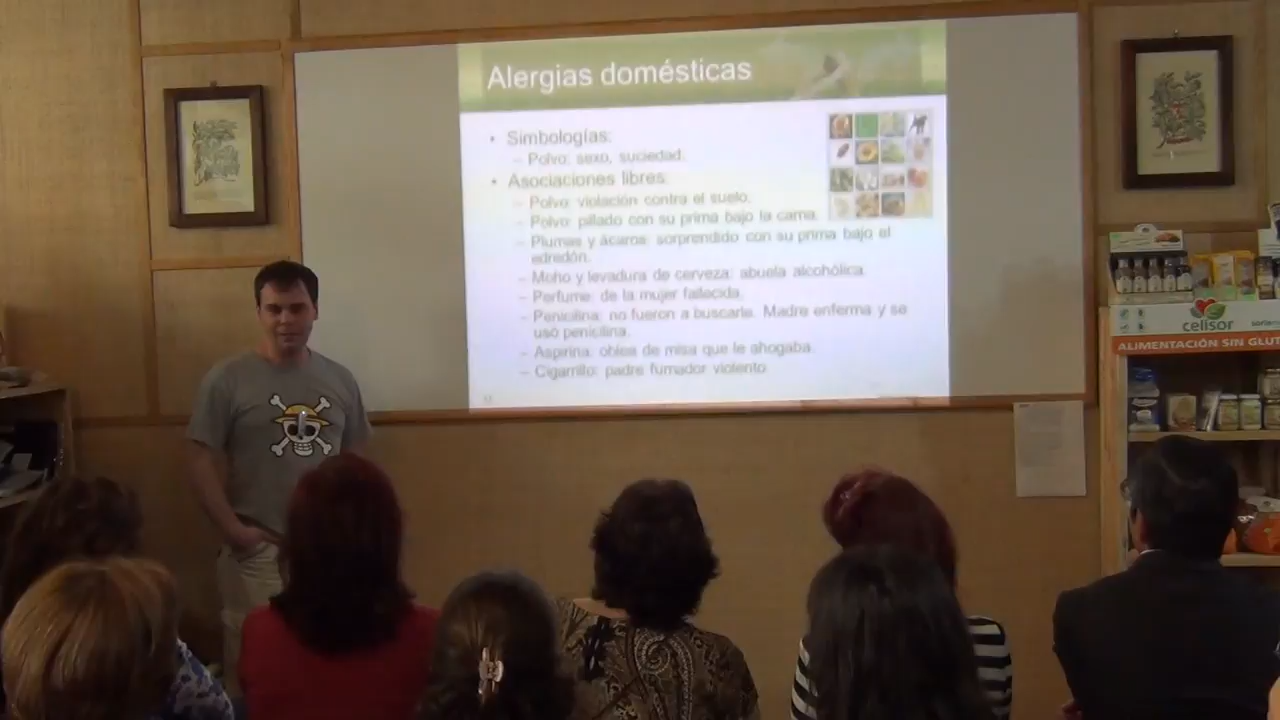 Alergias domésticas
• Simbologías:
– Polvo: sexo, suciedad.
• Asociaciones libres:
– Polvo: violación contra el suelo.
– Polvo: pillado con su prima bajo la cama.
– Plumas y ácaros: sorprendido con su prima bajo el
edredón.
– Moho y levadura de cerveza: abuela alcohólica.
– Perfume: de la mujer fallecida.
– Penicilina: no fueron a buscarla. Madre enferma y se
usó penicilina.
– Aspirina: oblea de misa que le ahogaba.
– Cigarrillo: padre fumador violento
celisor
ALIMENTACIÓN SIN GLUT